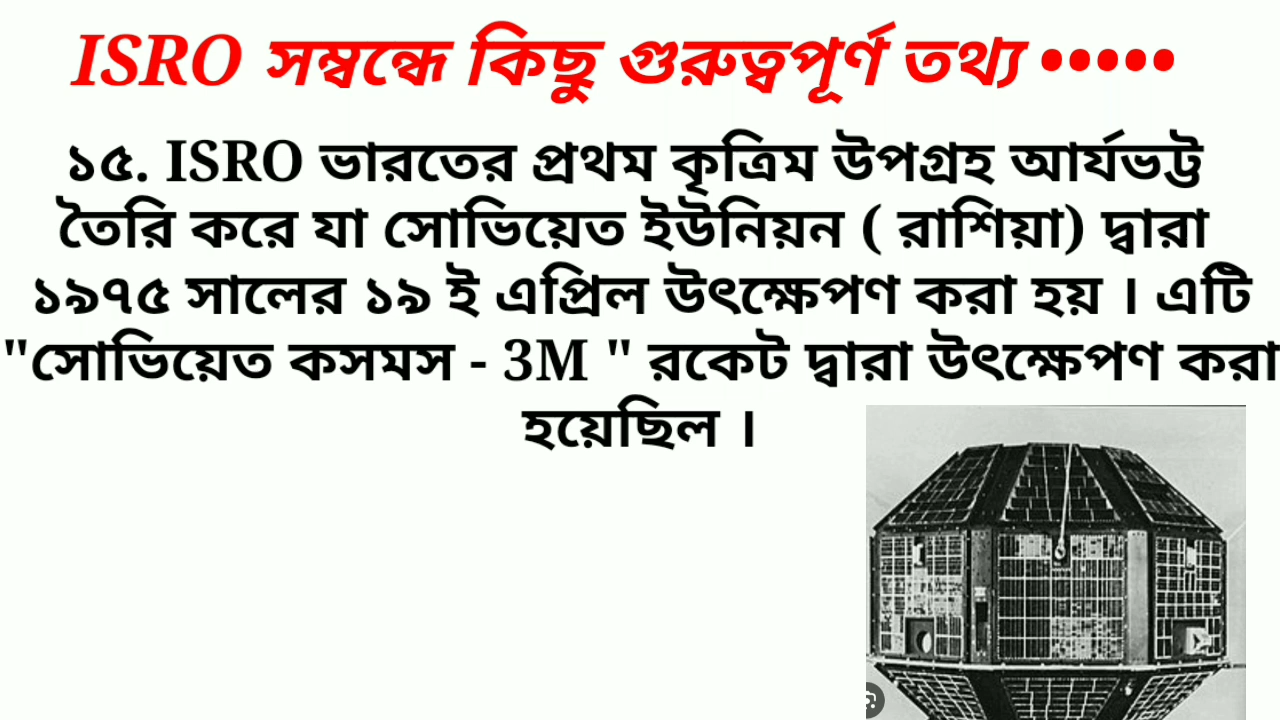 ISRO সম্বন্ধে কিছু গুরুত্বপূর্ণ তথ্য •••••
১৫. ISRO ভারতের প্রথম কৃত্রিম উপগ্রহ আর্যভট্ট
তৈরি করে যা সোভিয়েত ইউনিয়ন ( রাশিয়া) দ্বারা
১৯৭৫ সালের ১৯ ই এপ্রিল উৎক্ষেপণ করা হয় । এটি
"সোভিয়েত কসমস - 3M " রকেট দ্বারা উৎক্ষেপণ করা
হয়েছিল ।